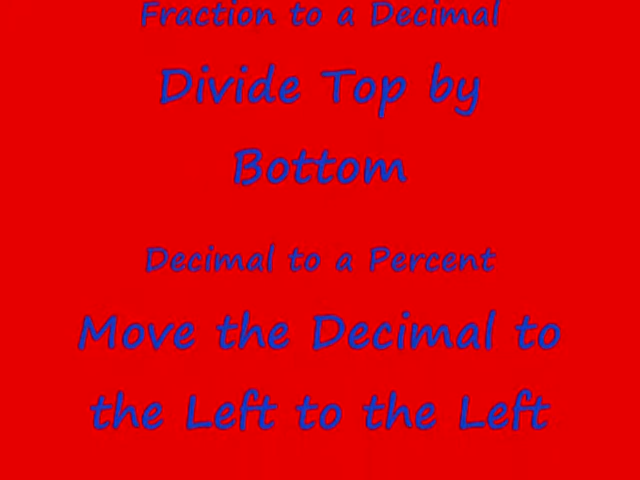 Fraction to a Decimal
Divide Top by
Bottom
Decimal to a Percent
Move the Decimal to
the Left to the Left